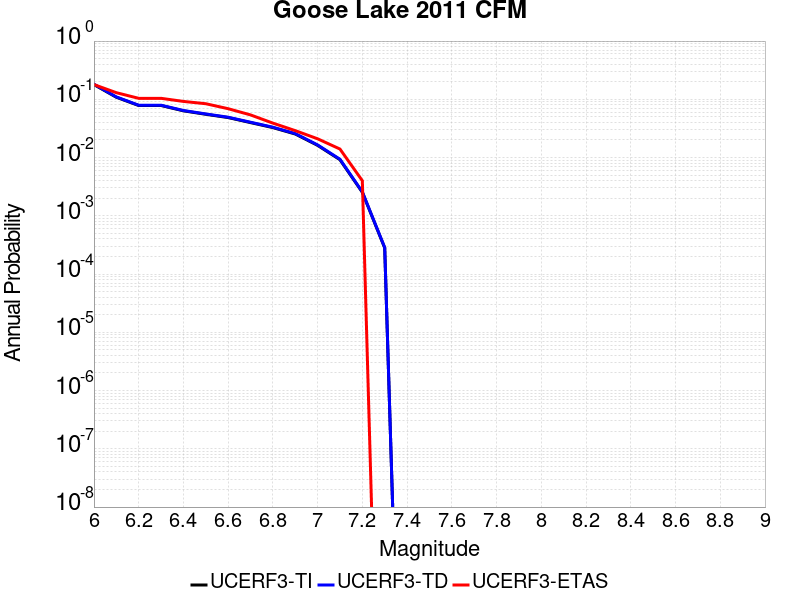 Goose Lake 2011 CFM
10^0
10^-1
10^-2
10^-3
10^-4
10^-5
10^-6
10^-7
10^-8
Annual Probability
6 6.2 6.4 6.6 6.8 7 7.2 7.4 7.6 7.8 8 8.2 8.4 8.6 8.8 9
Magnitude
UCERF3-TI UCERF3-TD UCERF3-ETAS